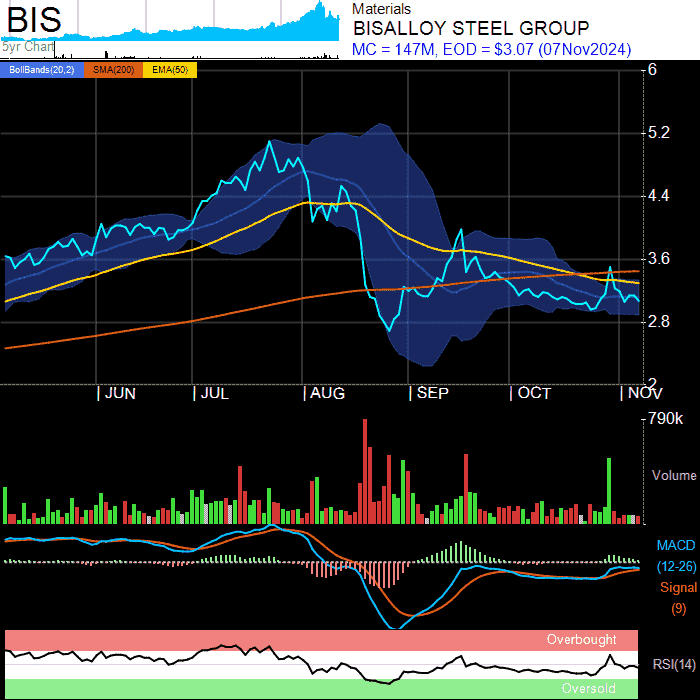 BIS
5yr Chart
Materials
BISALLOY STEEL GROUP
MC = 147M, EOD = $3.07 (07Nov2024)
BollBands(20,2) SMA(200) EMA(50)
6
5.2
4.4
3.6
2.8
2
JUN JUL AUG SEP OCT NOV
790k
Volume
MACD
(12-26)
Signal
(9)
Overbought
RSI(14)
Oversold